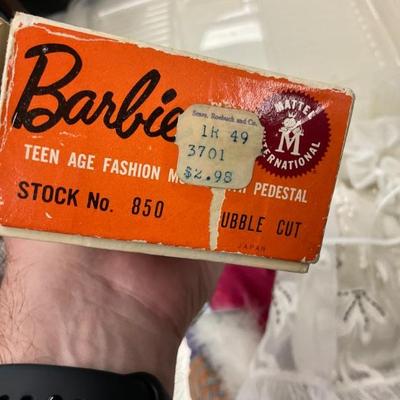 Barbie
Sears, Roebuck and Co.
1R 49
3701
$2.98
MATTEL
M
INTERNATIONAL
TEEN AGE FASHION M PEDESTAL
STOCK No. 850 UBBLE CUT
JAPAN